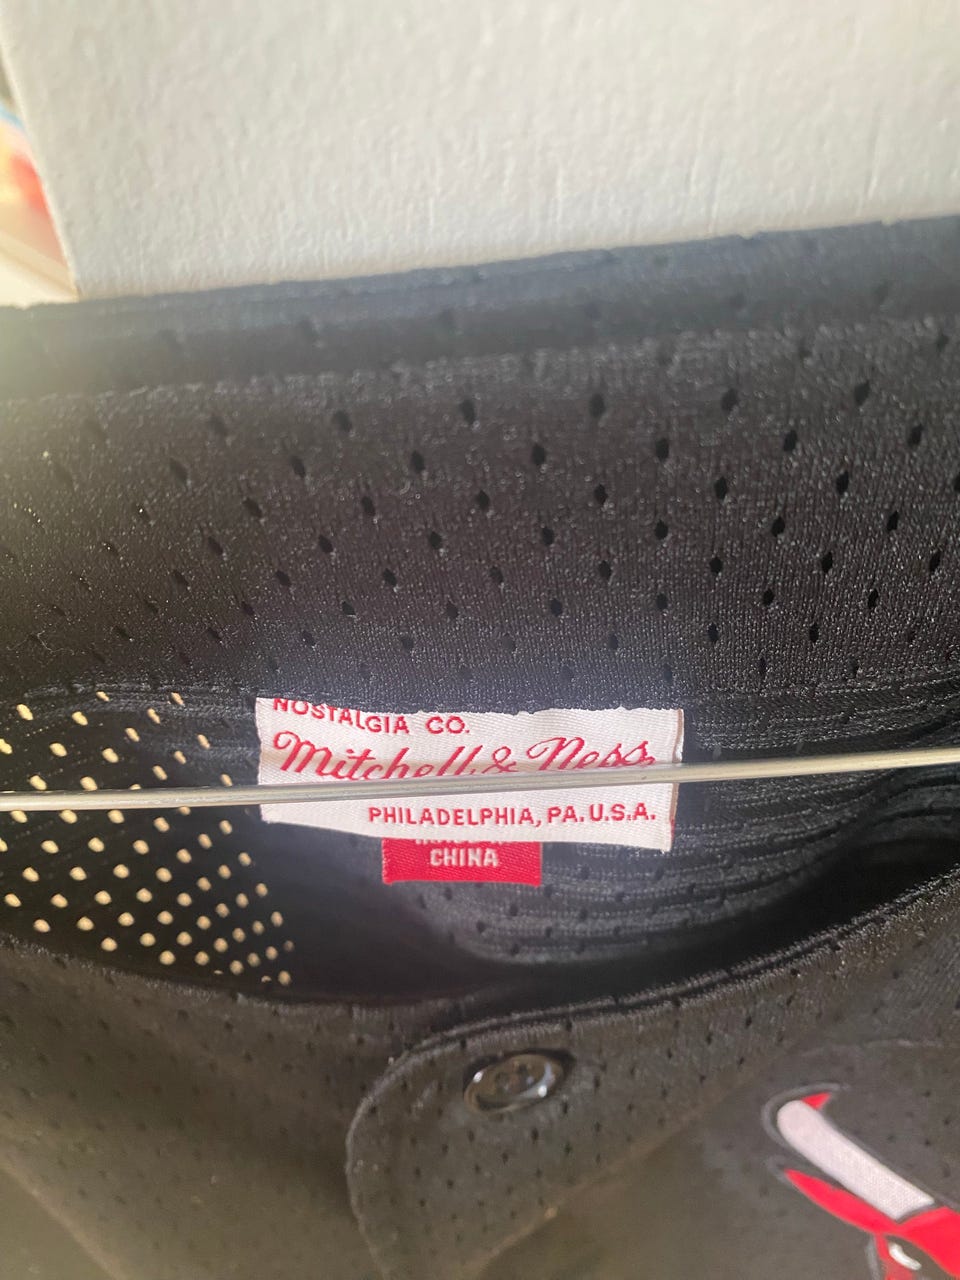 NOSTALGIA CO.
Mitchell & Ness
PHILADELPHIA, PA. U.S.A.
CHINA